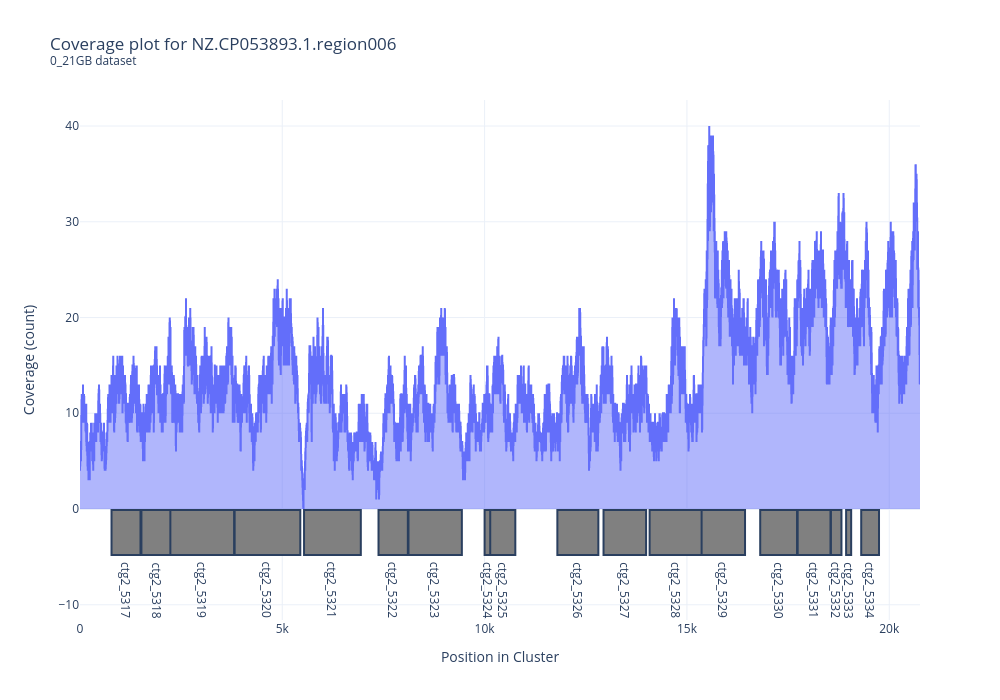 Coverage plot for NZ.CP053893.1.region006
0_21GB dataset
Coverage (count)
40
30
20
10
0
−10
ctg2_5317
ctg2_5318
ctg2_5319
ctg2_5320
ctg2_5321
ctg2_5322
ctg2_5323
ctg2_5324
ctg2_5325
ctg2_5326
ctg2_5327
ctg2_5328
ctg2_5329
ctg2_5330
ctg2_5331
ctg2_5332
ctg2_5333
ctg2_5334
0
5k
10k
15k
20k
Position in Cluster